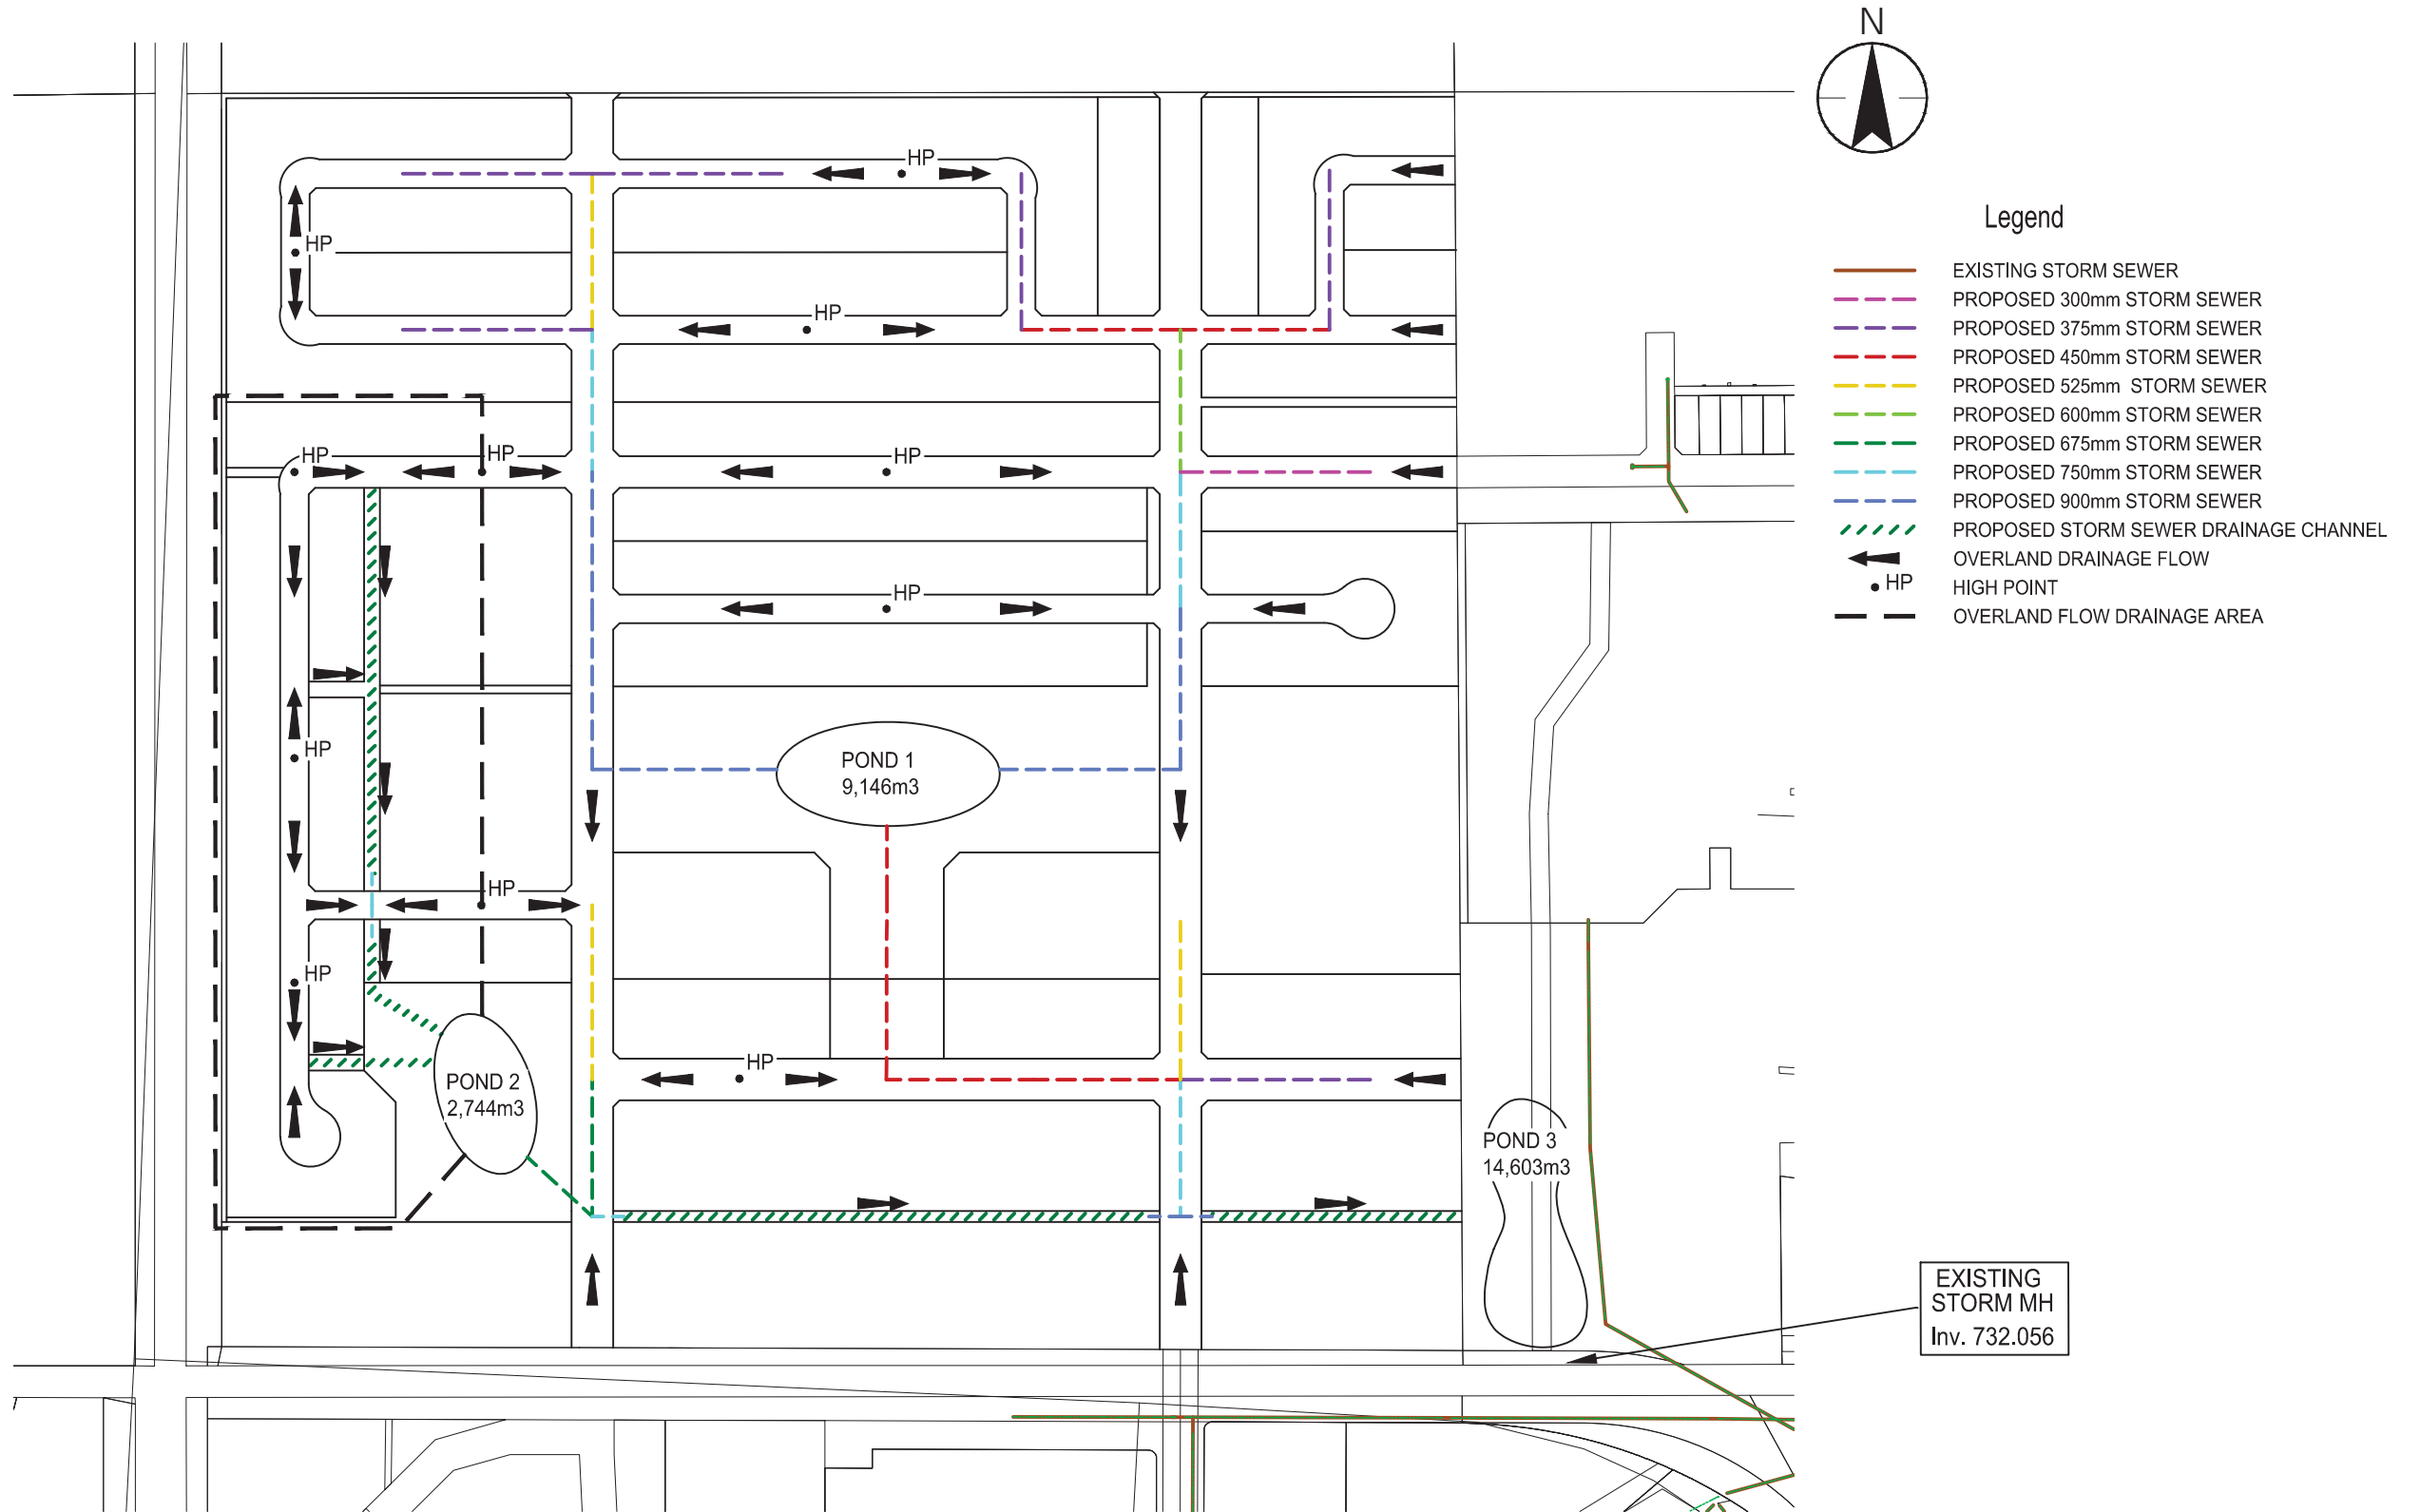 N
Legend
EXISTING STORM SEWER
PROPOSED 300mm STORM SEWER
PROPOSED 375mm STORM SEWER
PROPOSED 450mm STORM SEWER
PROPOSED 525mm STORM SEWER
PROPOSED 600mm STORM SEWER
PROPOSED 675mm STORM SEWER
PROPOSED 750mm STORM SEWER
PROPOSED 900mm STORM SEWER
PROPOSED STORM SEWER DRAINAGE CHANNEL
OVERLAND DRAINAGE FLOW
HP HIGH POINT
OVERLAND FLOW DRAINAGE AREA
HP
HP
HP
HP
HP
HP
HP
HP
HP
HP
HP
POND 1
9,146m3
POND 2
2,744m3
POND 3
14,603m3
EXISTING
STORM MH
Inv. 732.056